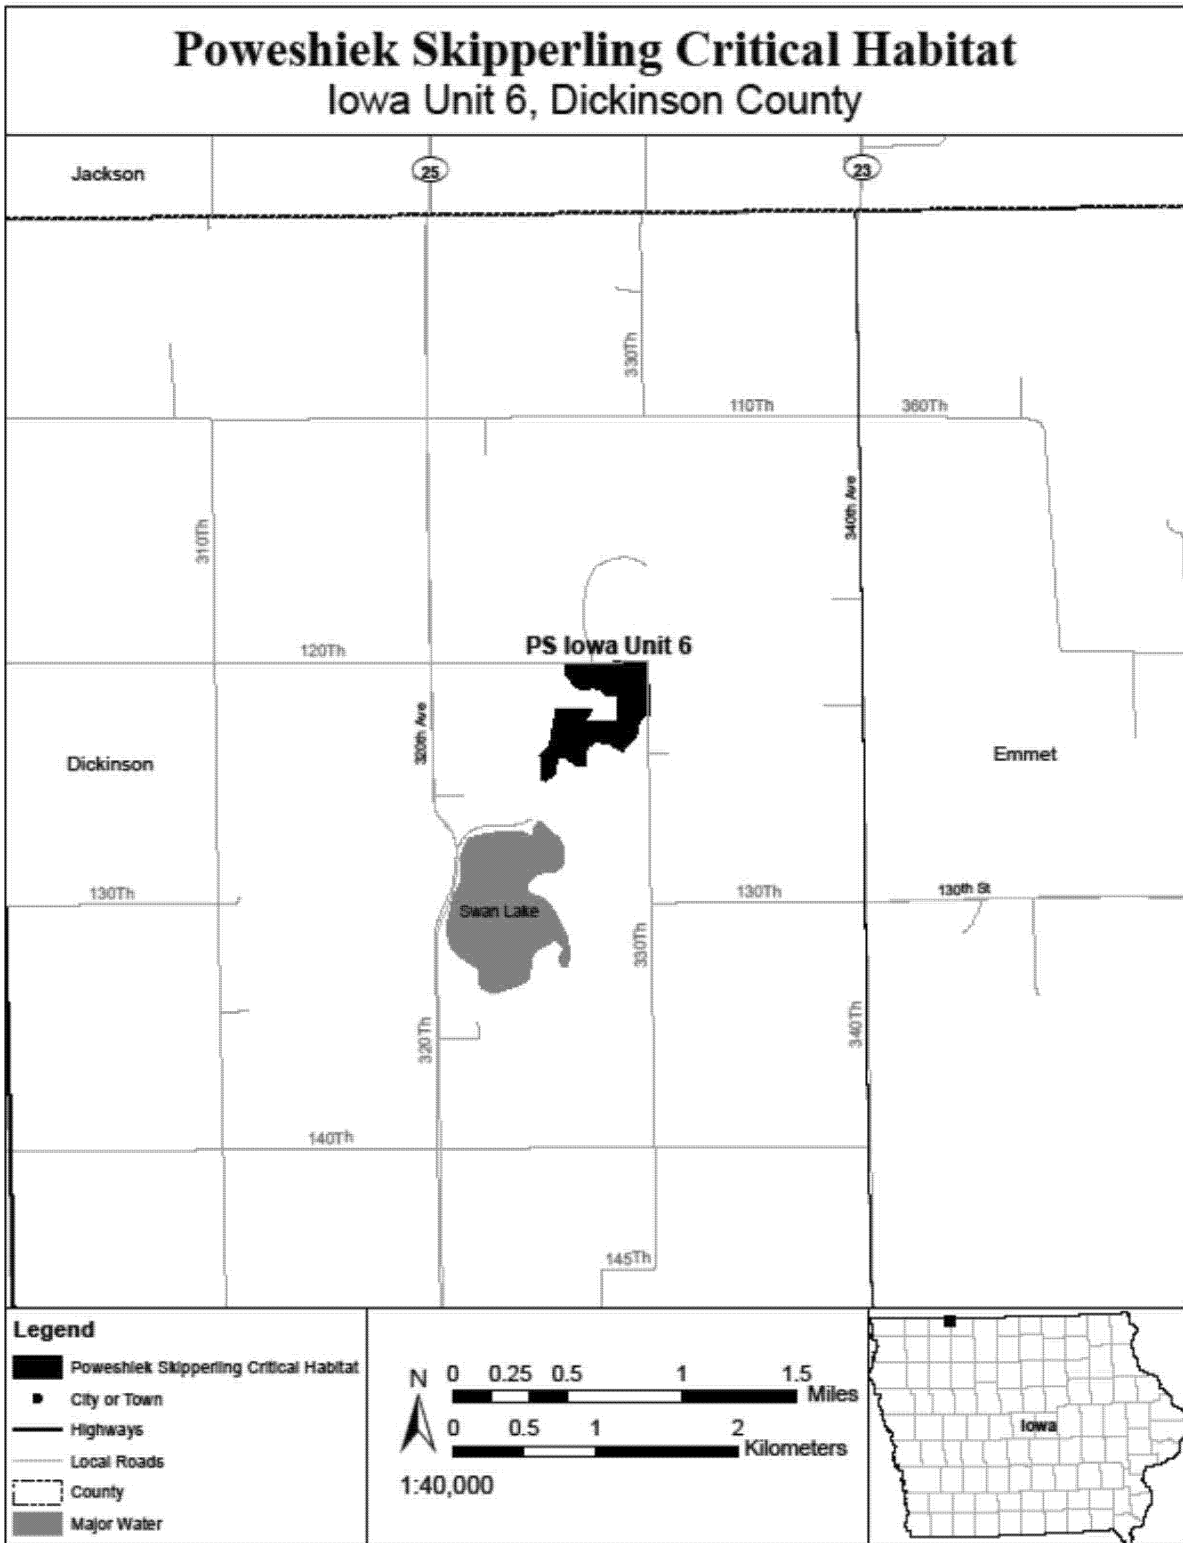 Poweshiek Skipperling Critical Habitat
Iowa Unit 6, Dickinson County
Jackson
25
23
330Th
110Th
360Th
310Th
340th Ave
120Th
PS Iowa Unit 6
320th Ave
Dickinson
Emmet
130Th
130Th
130th St
Swan Lake
330Th
320Th
340Th
140Th
145Th
Legend
Poweshiek Skipperling Critical Habitat
City or Town
Highways
Local Roads
County
Major Water
N
0 0.25 0.5 1 1.5
Miles
0 0.5 1 2
Kilometers
1:40,000
Iowa